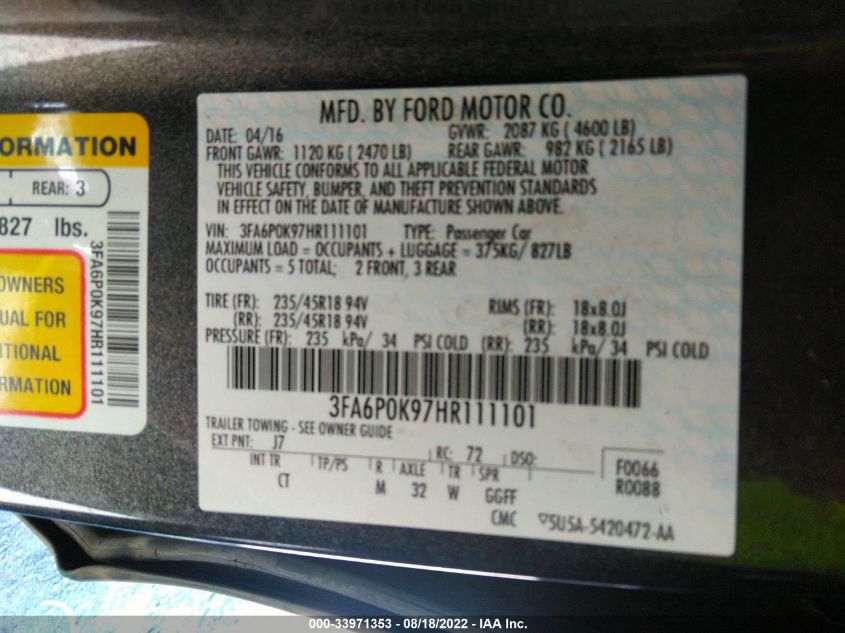 ORMATION
REAR: 3
827 lbs.
3FA6P0K97HR111101
OWNERS
UAL FOR
ITIONAL
RMATION
MFD. BY FORD MOTOR CO.
DATE: 04/16 GVWR: 2087 KG ( 4600 LB)
FRONT GAWR: 1120 KG ( 2470 LB) REAR GAWR: 982 KG ( 2165 LB)
THIS VEHICLE CONFORMS TO ALL APPLICABLE FEDERAL MOTOR
VEHICLE SAFETY, BUMPER, AND THEFT PREVENTION STANDARDS
IN EFFECT ON THE DATE OF MANUFACTURE SHOWN ABOVE.
VIN: 3FA6P0K97HR111101 TYPE: Passenger Car
MAXIMUM LOAD = OCCUPANTS + LUGGAGE = 375KG/ 827LB
OCCUPANTS = 5 TOTAL; 2 FRONT, 3 REAR
TIRE (FR): 235/45R18 94V RIMS (FR): 18x8.0J
(RR): 235/45R18 94V (RR): 18x8.0J
PRESSURE (FR): 235 kPa/ 34 PSI COLD (RR): 235 kPa/ 34 PSI COLD
3FA6P0K97HR111101
TRAILER TOWING - SEE OWNER GUIDE
EXT PNT: J7 RC: 72 DSO: F0066
INT TR TP/PS R AXLE TR SPR R0088
CT M 32 W GGFF
CMC ▽5U5A-5420472-AA
000-33971353 - 08/18/2022 - IAA Inc.